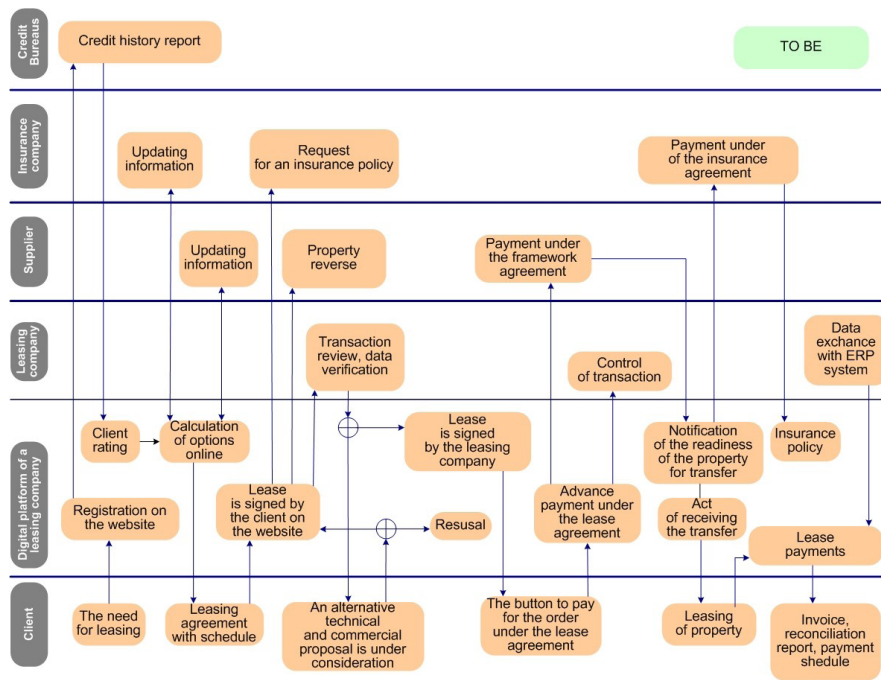 Credit
Bureaus
Credit history report
TO BE
Insurance
company
Updating
information
Request
for an insurance policy
Payment under
of the insurance
agreement
Supplier
Updating
information
Property
reverse
Payment under
the framework
agreement
Leasing
company
Transaction
review, data
verification
Control
of transaction
Data
exchance
with ERP
system
Digital platform of a
leasing company
Client
rating
Calculation
of options
online
Lease
is signed
by the leasing
company
Notification
of the readiness
of the property
for transfer
Insurance
policy
Registration on
the website
Lease
is signed by
the client on
the website
Resusal
Advance
payment under
the lease
agreement
Act
of receiving
the transfer
Lease
payments
Client
The need
for leasing
Leasing
agreement
with schedule
An alternative
technical
and commercial
proposal is under
consideration
The button to pay
for the order
under the lease
agreement
Leasing
of property
Invoice,
reconciliation
report, payment
shedule